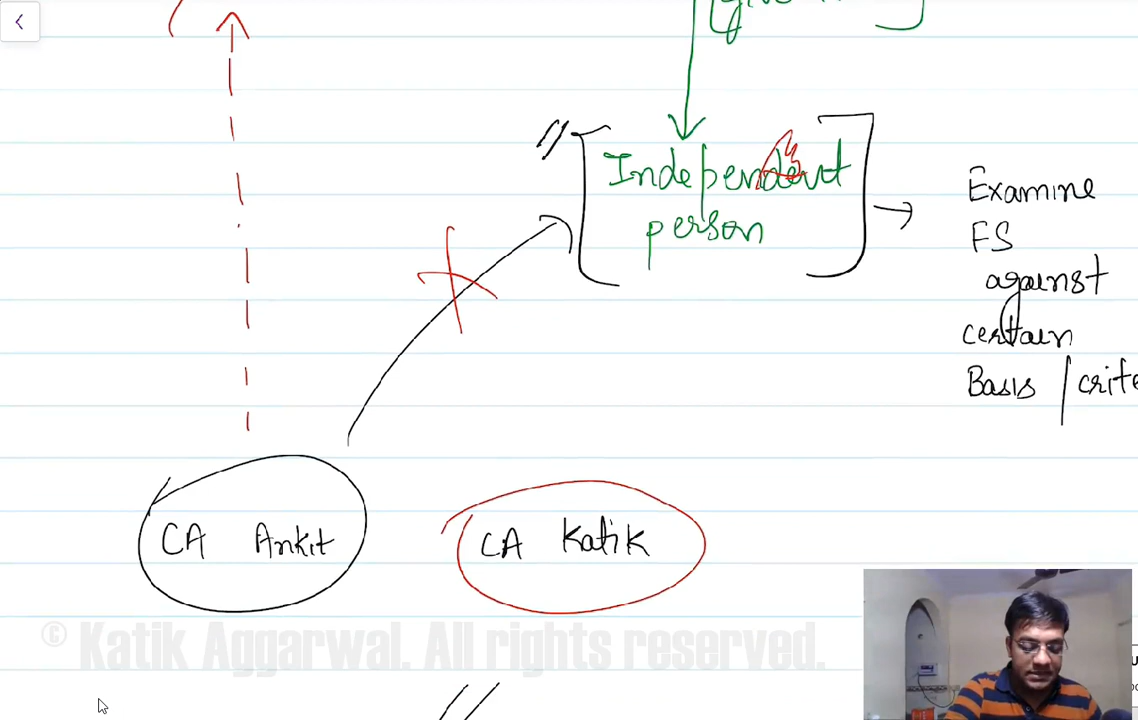 Independent
person
Examine
FS
against
certain
Basis / crite
CA Ankit
CA Katik
© Katik Aggarwal. All rights reserved.